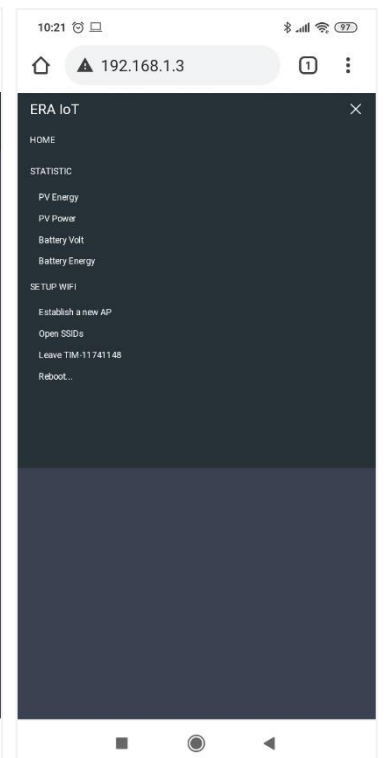 10:21
97
192.168.1.3
1
ERA IoT
HOME
STATISTIC
PV Energy
PV Power
Battery Volt
Battery Energy
SETUP WIFI
Establish a new AP
Open SSIDs
Leave TIM-11741148
Reboot...